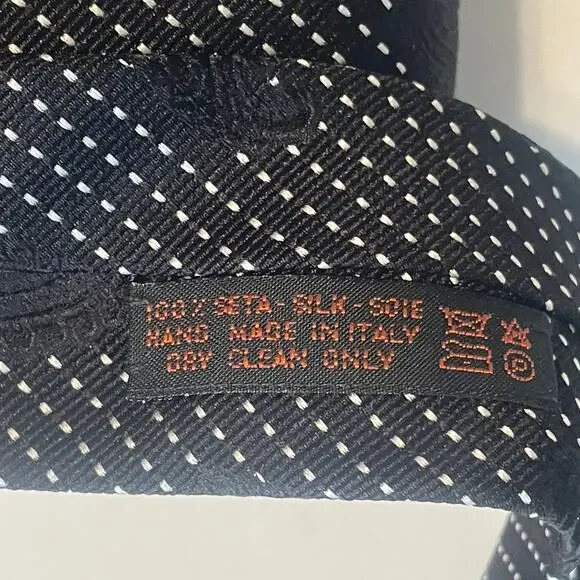 100% SETA - SILK - SOIE
HAND MADE IN ITALY
DRY CLEAN ONLY